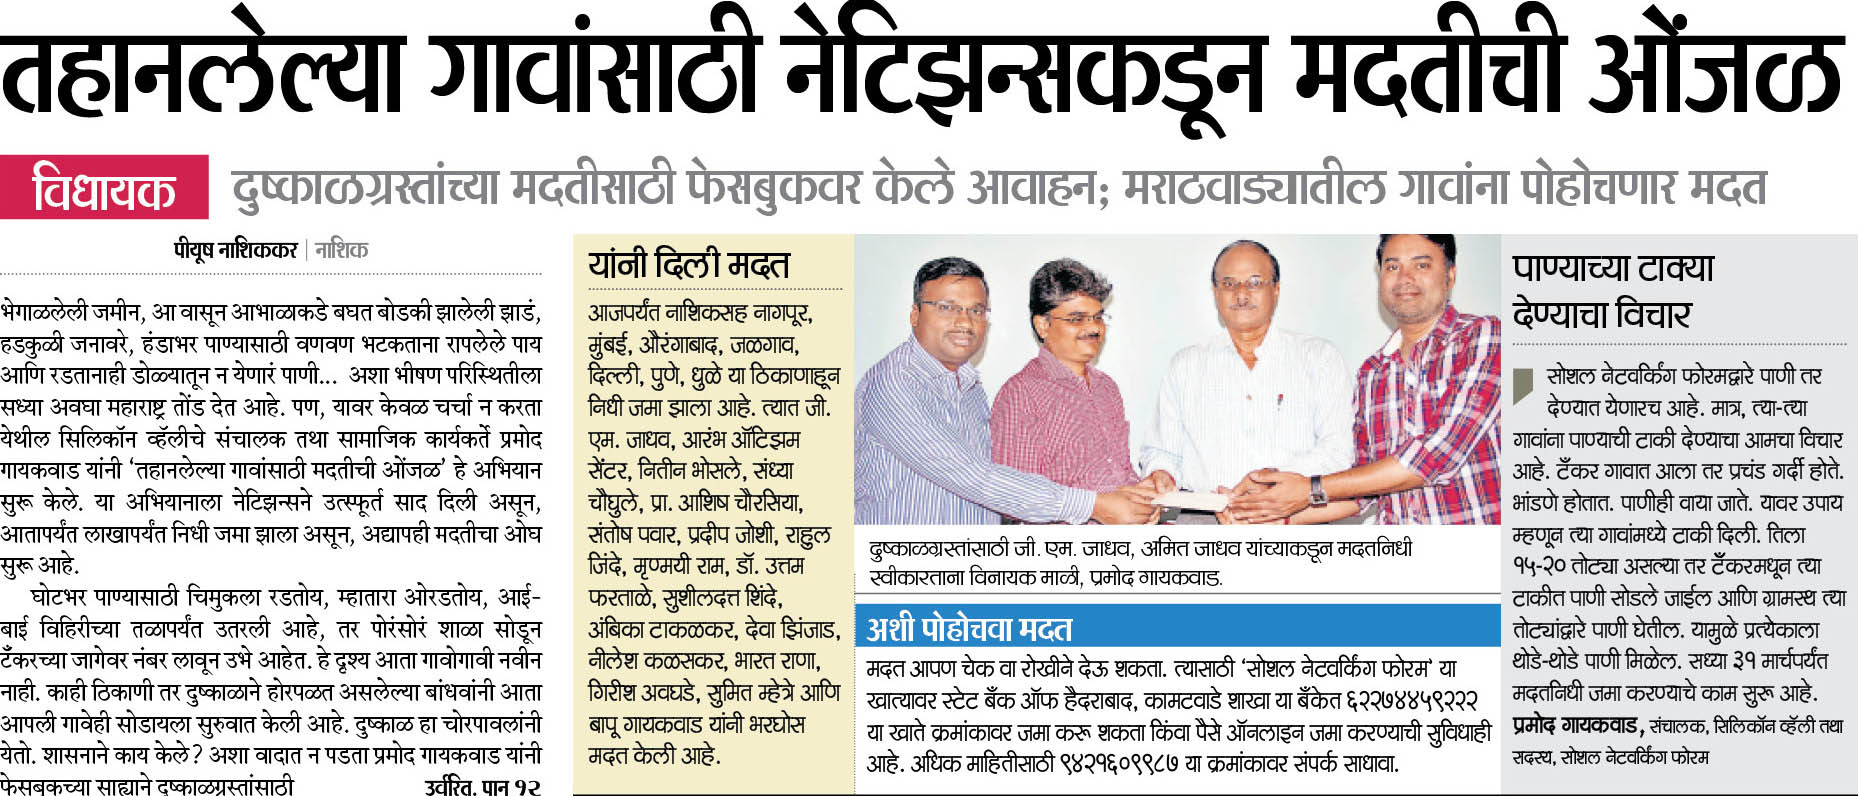 तहानलेल्या गावांसाठी नेटिझन्सकडून मदतीची ओंजळ
विधायक
दुष्काळग्रस्तांच्या मदतीसाठी फेसबुकवर केले आवाहन; मराठवाड्यातील गावांना पोहोचणार मदत
पीयूष नाशिककर | नाशिक
भेगाळलेली जमीन, आ वासून आभाळाकडे बघत बोडकी झालेली झाडं,
हडकुळी जनावरे, हंडाभर पाण्यासाठी वणवण भटकताना रापलेले पाय
आणि रडतानाही डोळ्यातून न येणारं पाणी... अशा भीषण परिस्थितीला
सध्या अवघा महाराष्ट्र तोंड देत आहे. पण, यावर केवळ चर्चा न करता
येथील सिलिकॉन व्हॅलीचे संचालक तथा सामाजिक कार्यकर्ते प्रमोद
गायकवाड यांनी ‘तहानलेल्या गावांसाठी मदतीची ओंजळ’ हे अभियान
सुरू केले. या अभियानाला नेटिझन्सने उत्स्फूर्त साद दिली असून,
आतापर्यंत लाखापर्यंत निधी जमा झाला असून, अद्यापही मदतीचा ओघ
सुरू आहे.
घोटभर पाण्यासाठी चिमुकला रडतोय, म्हातारा ओरडतोय, आई-
बाई विहिरीच्या तळापर्यंत उतरली आहे, तर पोरंसोरं शाळा सोडून
टँकरच्या जागेवर नंबर लावून उभे आहेत. हे दृश्य आता गावोगावी नवीन
नाही. काही ठिकाणी तर दुष्काळाने होरपळत असलेल्या बांधवांनी आता
आपली गावेही सोडायला सुरुवात केली आहे. दुष्काळ हा चोरपावलांनी
येतो. शासनाने काय केले? अशा वादात न पडता प्रमोद गायकवाड यांनी
फेसबुकच्या साह्याने दुष्काळग्रस्तांसाठी
उर्वरित. पान १२
यांनी दिली मदत
आजपर्यंत नाशिकसह नागपूर,
मुंबई, औरंगाबाद, जळगाव,
दिल्ली, पुणे, धुळे या ठिकाणाहून
निधी जमा झाला आहे. त्यात जी.
एम. जाधव, आरंभ ऑटिझम
सेंटर, नितीन भोसले, संध्या
चौघुले, प्रा. आशिष चौरसिया,
संतोष पवार, प्रदीप जोशी, राहुल
जिंदे, मृण्मयी राम, डॉ. उत्तम
फरताळे, सुशीलदत्त शिंदे,
अंबिका टाकळकर, देवा झिंजाड,
नीलेश कळसकर, भारत राणा,
गिरीश अवघडे, सुमित म्हेत्रे आणि
बापू गायकवाड यांनी भरघोस
मदत केली आहे.
दुष्काळग्रस्तांसाठी जी. एम. जाधव, अमित जाधव यांच्याकडून मदतनिधी
स्वीकारताना विनायक माळी, प्रमोद गायकवाड.
अशी पोहोचवा मदत
मदत आपण चेक वा रोखीने देऊ शकता. त्यासाठी ‘सोशल नेटवर्किंग फोरम’ या
खात्यावर स्टेट बँक ऑफ हैदराबाद, कामटवाडे शाखा या बँकेत ६२२७४४५९२२२
या खाते क्रमांकावर जमा करू शकता किंवा पैसे ऑनलाइन जमा करण्याची सुविधाही
आहे. अधिक माहितीसाठी ९४२१६०९९८७ या क्रमांकावर संपर्क साधावा.
पाण्याच्या टाक्या
देण्याचा विचार
सोशल नेटवर्किंग फोरमद्वारे पाणी तर
देण्यात येणारच आहे. मात्र, त्या-त्या
गावांना पाण्याची टाकी देण्याचा आमचा विचार
आहे. टँकर गावात आला तर प्रचंड गर्दी होते.
भांडणे होतात. पाणीही वाया जाते. यावर उपाय
म्हणून त्या गावांमध्ये टाकी दिली. तिला
१५-२० तोट्या असल्या तर टँकरमधून त्या
टाकीत पाणी सोडले जाईल आणि ग्रामस्थ त्या
तोट्यांद्वारे पाणी घेतील. यामुळे प्रत्येकाला
थोडे-थोडे पाणी मिळेल. सध्या ३१ मार्चपर्यंत
मदतनिधी जमा करण्याचे काम सुरू आहे.
प्रमोद गायकवाड, संचालक, सिलिकॉन व्हॅली तथा
सदस्य, सोशल नेटवर्किंग फोरम